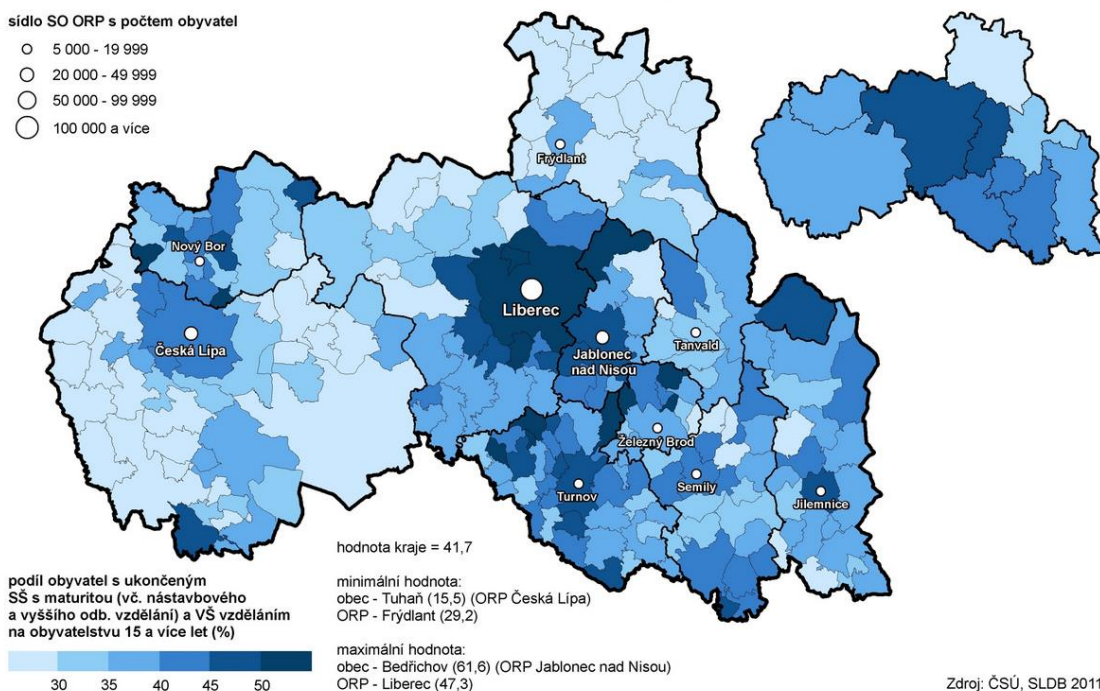 sídlo SO ORP s počtem obyvatel
5 000 - 19 999
20 000 - 49 999
50 000 - 99 999
100 000 a více
Frýdlant
Nový Bor
Liberec
Česká Lípa
Jablonec
nad Nisou
Tanvald
Železný Brod
Turnov
Semily
Jilemnice
hodnota kraje = 41,7
minimální hodnota:
obec - Tuhaň (15,5) (ORP Česká Lípa)
ORP - Frýdlant (29,2)
maximální hodnota:
obec - Bedřichov (61,6) (ORP Jablonec nad Nisou)
ORP - Liberec (47,3)
podíl obyvatel s ukončeným
SŠ s maturitou (vč. nástavbového
a vyššího odb. vzdělání) a VŠ vzděláním
na obyvatelstvu 15 a více let (%)
30 35 40 45 50
Zdroj: ČSÚ, SLDB 2011